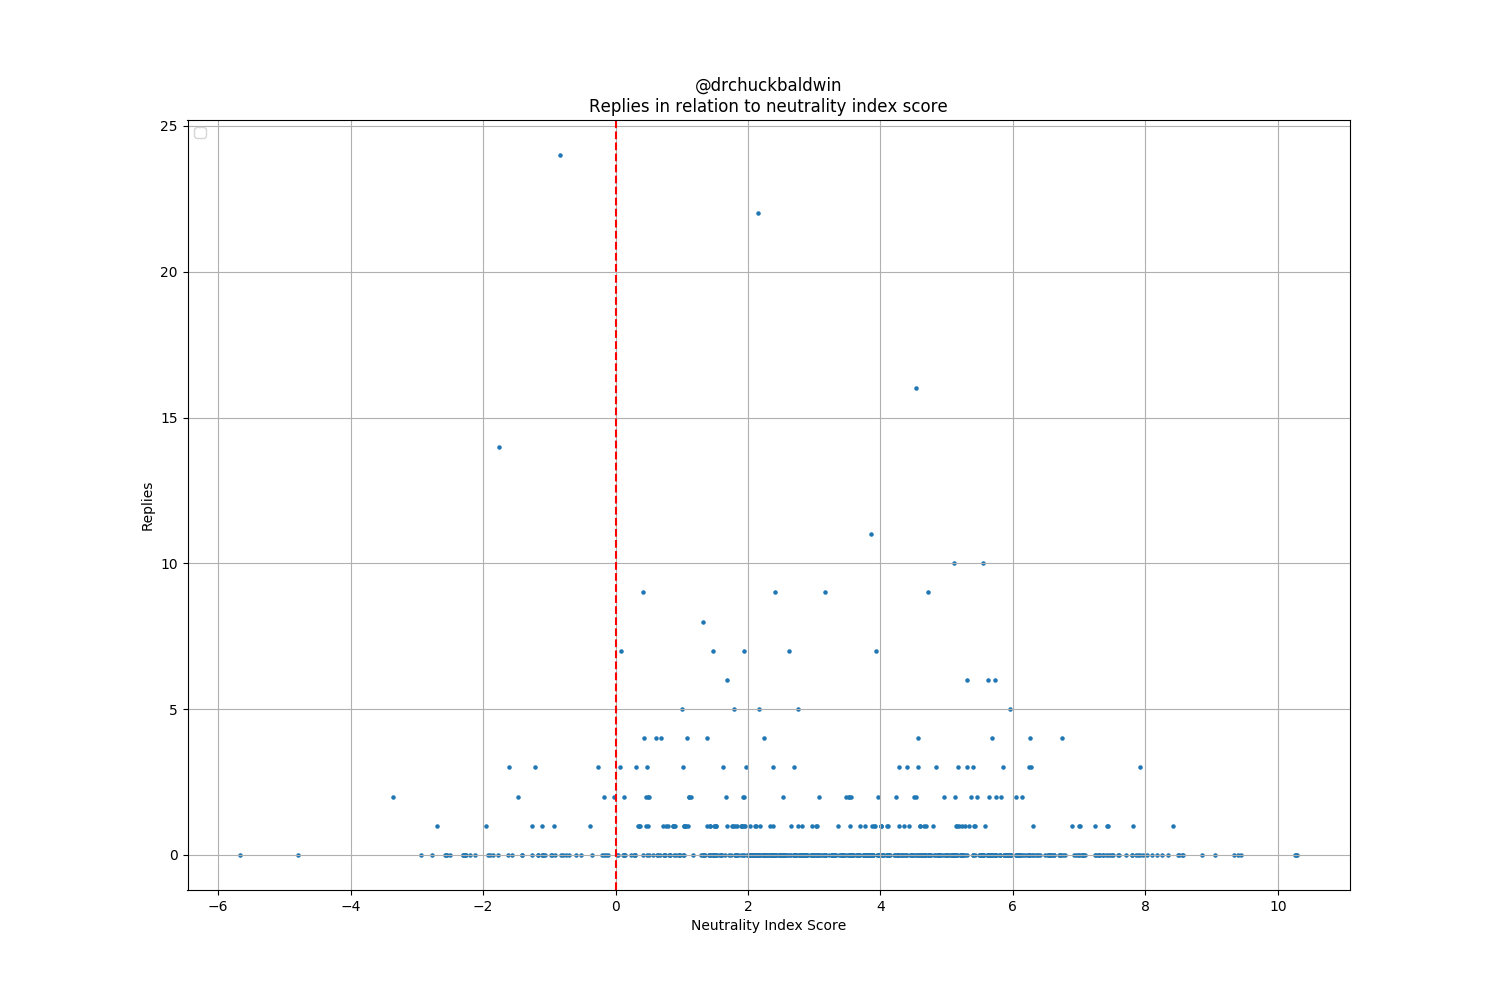 @drchuckbaldwin
Replies in relation to neutrality index score
25
20
15
10
5
0
Replies
−6 −4 −2 0 2 4 6 8 10
Neutrality Index Score